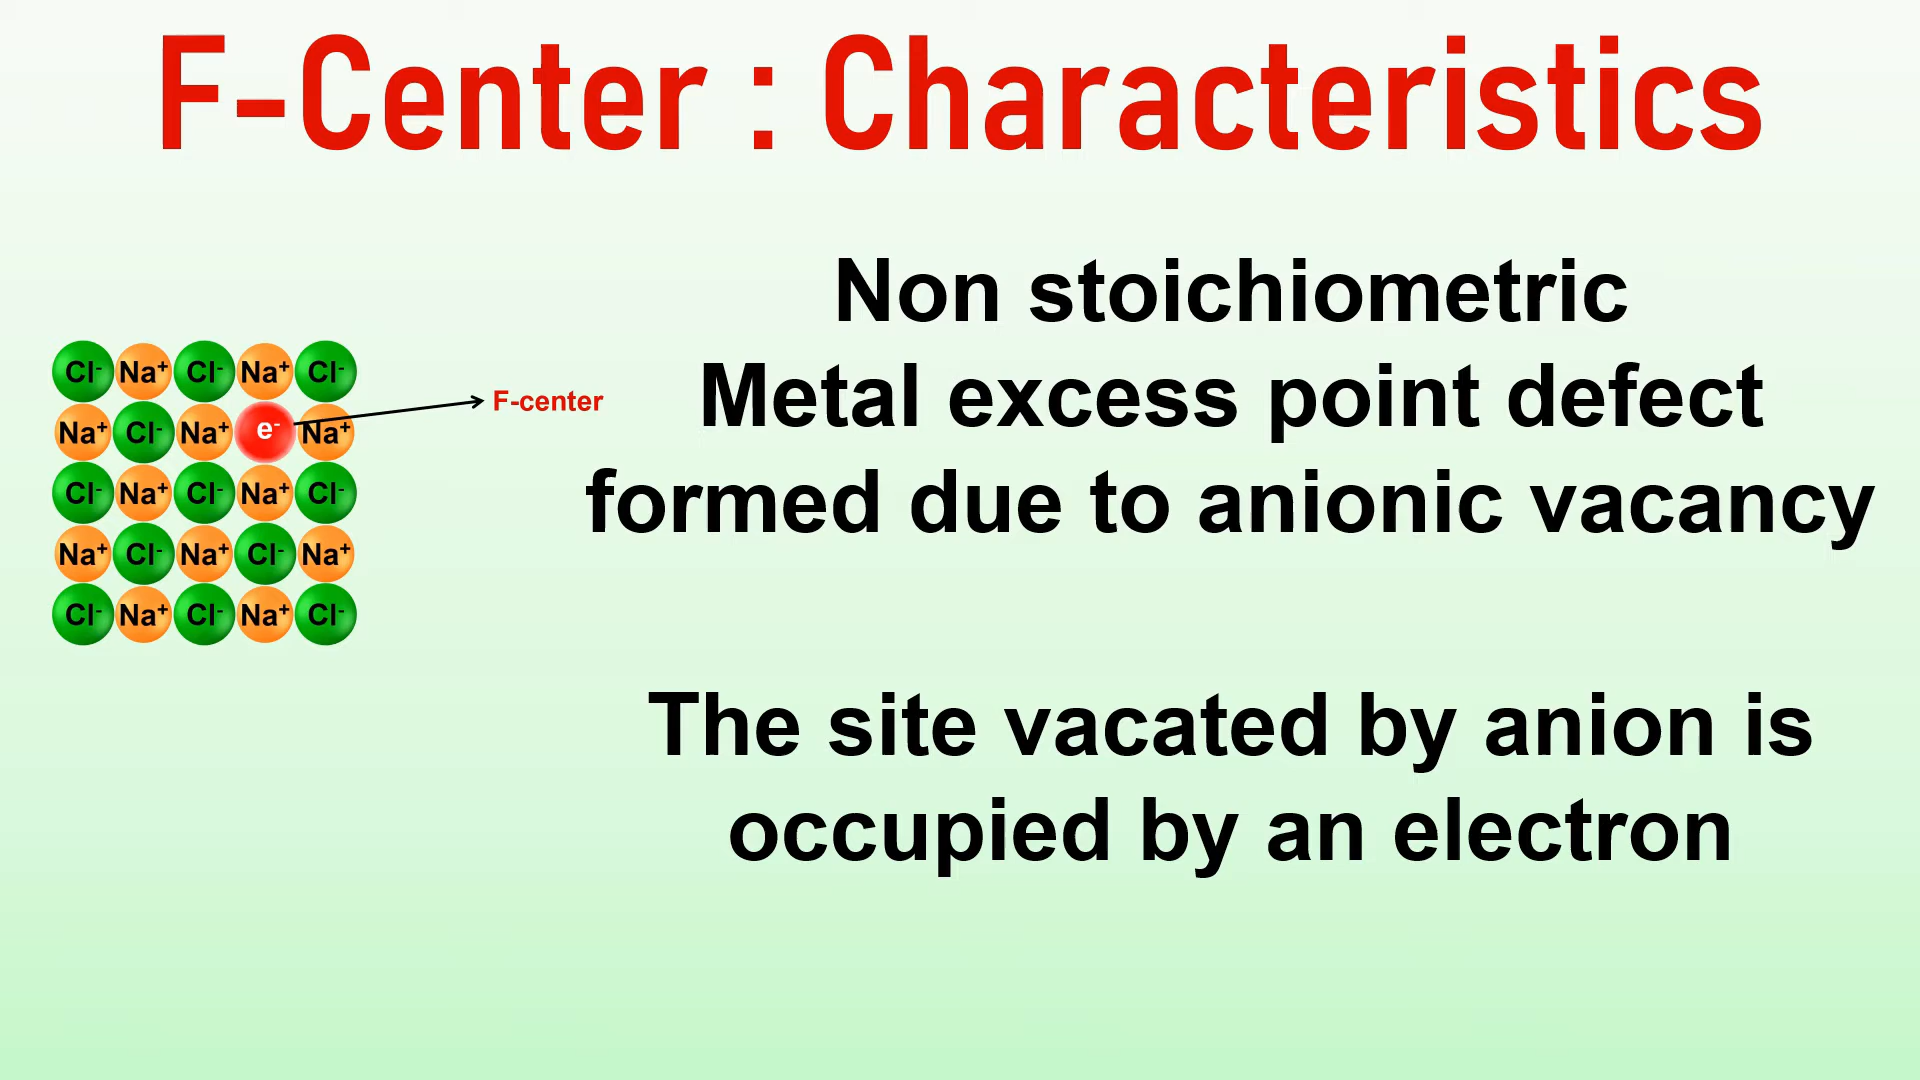 F-Center : Characteristics
Non stoichiometric
Metal excess point defect
formed due to anionic vacancy
The site vacated by anion is
occupied by an electron
Cl⁻ Na⁺ Cl⁻ Na⁺ Cl⁻
F-center
Na⁺ Cl⁻ Na⁺ e⁻ Na⁺
Cl⁻ Na⁺ Cl⁻ Na⁺ Cl⁻
Na⁺ Cl⁻ Na⁺ Cl⁻ Na⁺
Cl⁻ Na⁺ Cl⁻ Na⁺ Cl⁻